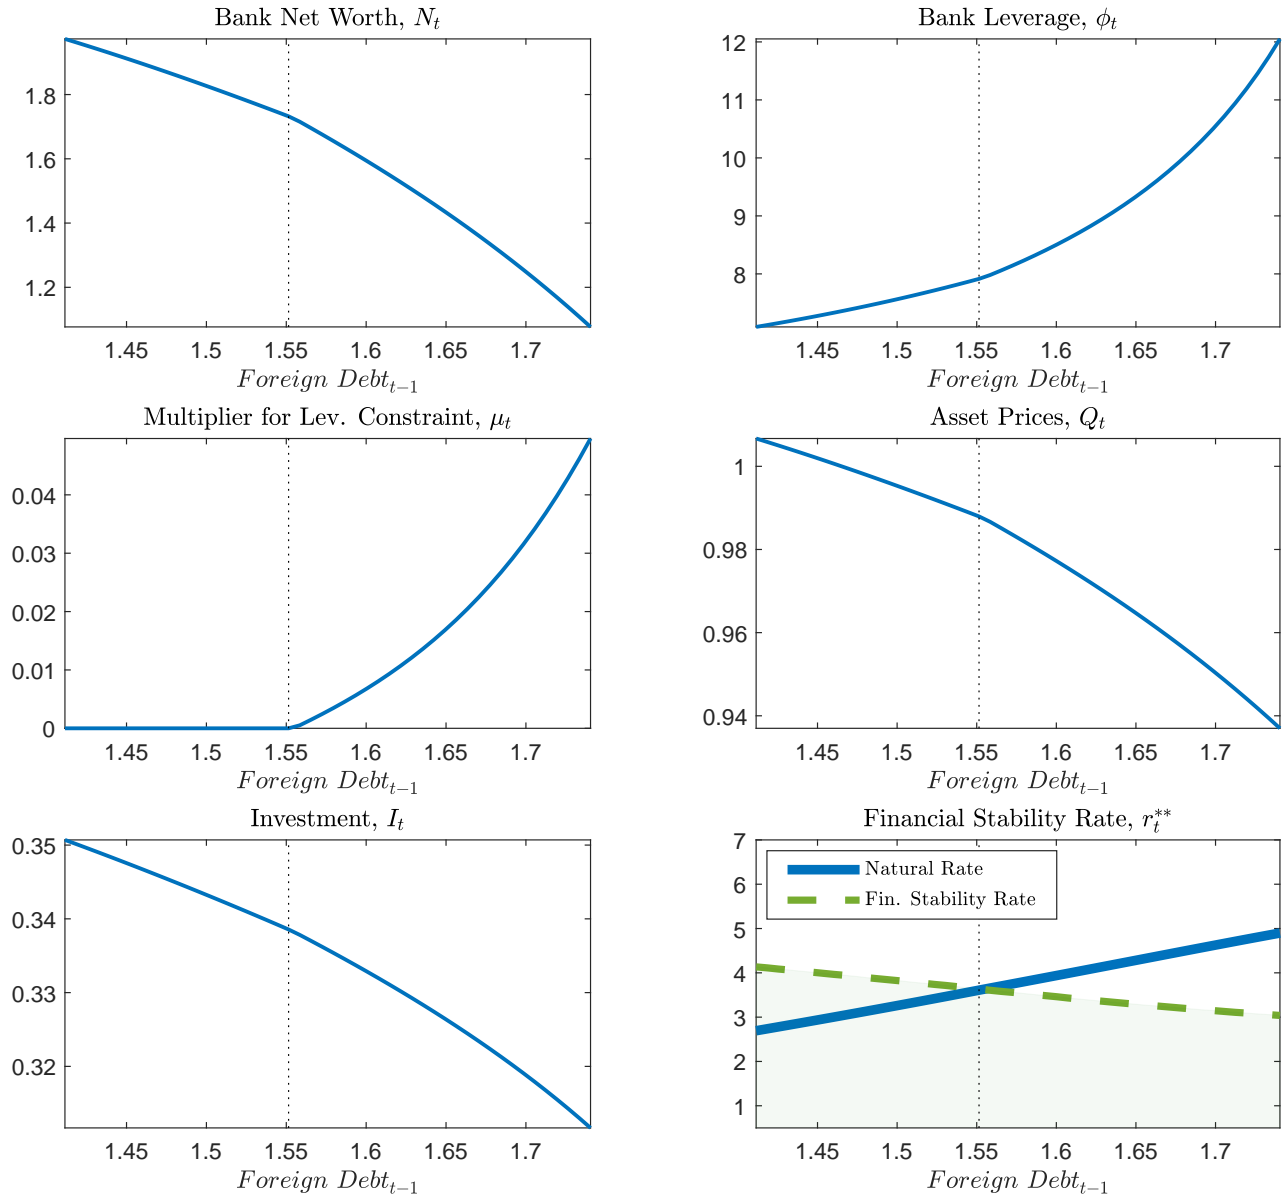 Bank Net Worth, N_t
1.8
1.6
1.4
1.2
1.45 1.5 1.55 1.6 1.65 1.7
Foreign Debt_{t−1}
Bank Leverage, ϕ_t
12
11
10
9
8
1.45 1.5 1.55 1.6 1.65 1.7
Foreign Debt_{t−1}
Multiplier for Lev. Constraint, μ_t
0.04
0.03
0.02
0.01
0
1.45 1.5 1.55 1.6 1.65 1.7
Foreign Debt_{t−1}
Asset Prices, Q_t
1
0.98
0.96
0.94
1.45 1.5 1.55 1.6 1.65 1.7
Foreign Debt_{t−1}
Investment, I_t
0.35
0.34
0.33
0.32
1.45 1.5 1.55 1.6 1.65 1.7
Foreign Debt_{t−1}
Financial Stability Rate, r_t^{**}
7
6
5
4
3
2
1
Natural Rate
Fin. Stability Rate
1.45 1.5 1.55 1.6 1.65 1.7
Foreign Debt_{t−1}